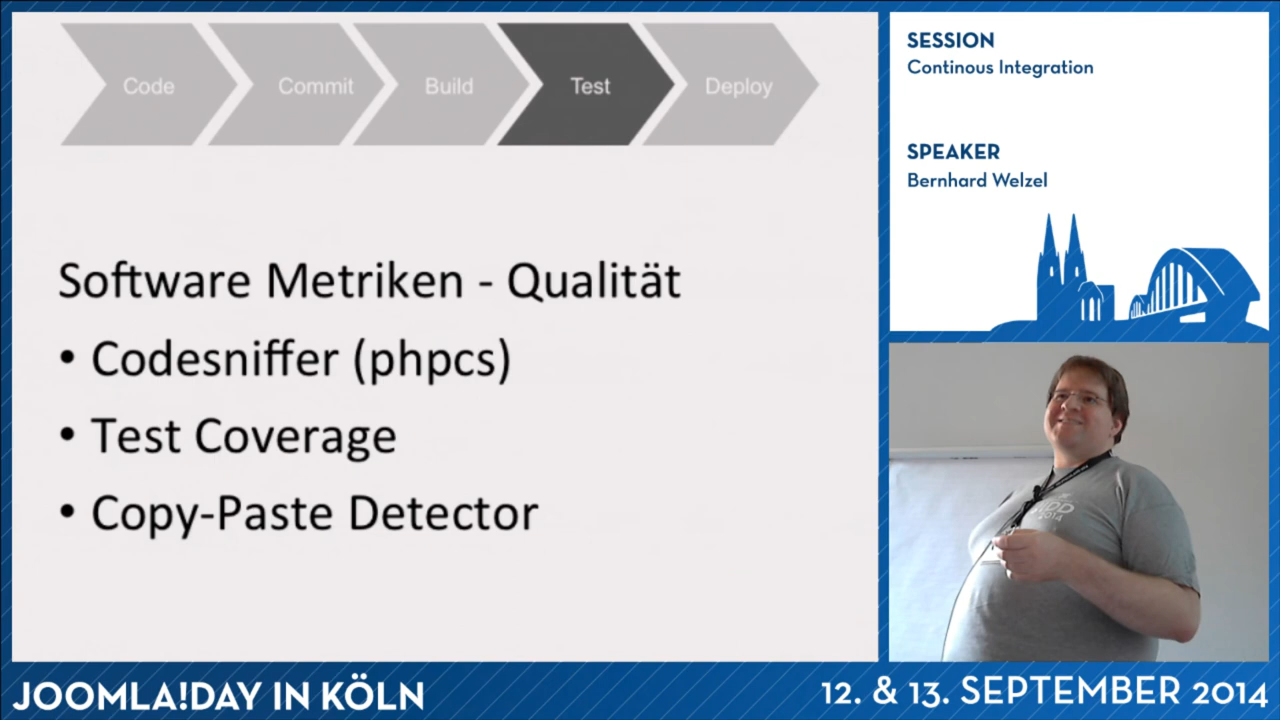 Code
Commit
Build
Test
Deploy
Software Metriken - Qualität
• Codesniffer (phpcs)
• Test Coverage
• Copy-Paste Detector
SESSION
Continous Integration
SPEAKER
Bernhard Welzel
2014
JOOMLA!DAY IN KÖLN
12. & 13. SEPTEMBER 2014